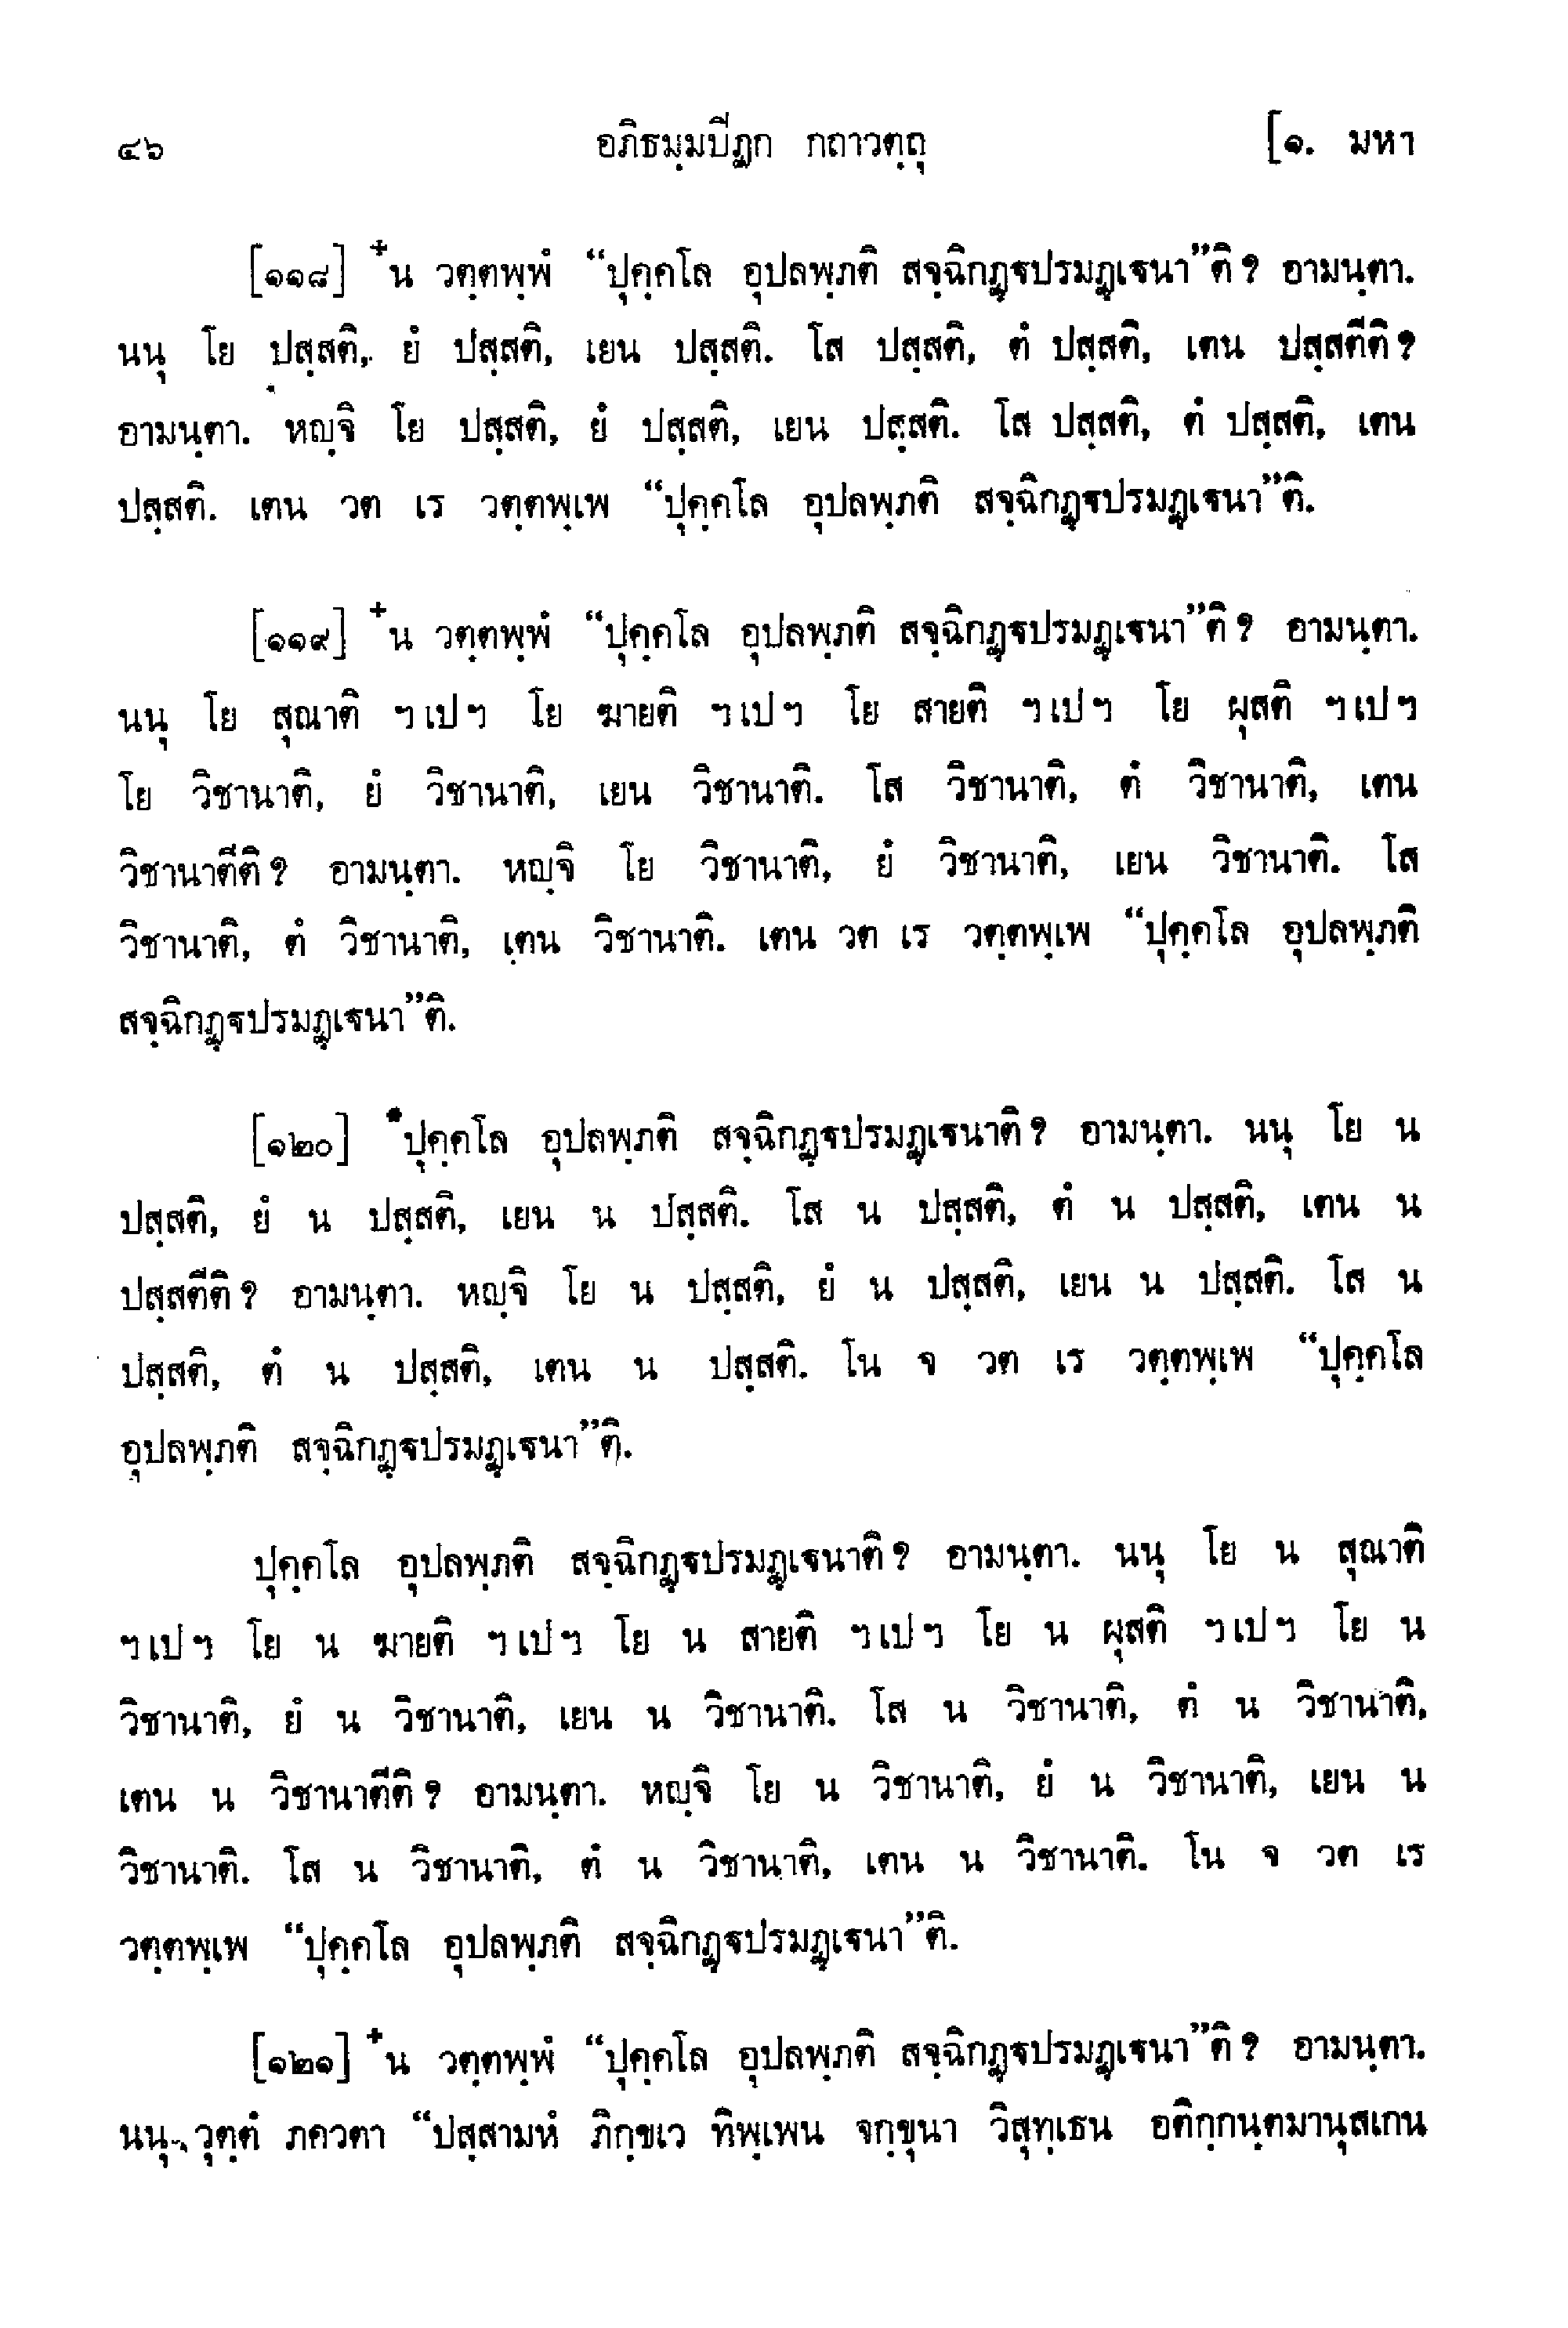 ๔๖ อภิธมฺมปีฏก กถาวตฺถุ [๑. มหา
[๑๑๘] ⁺น วตฺตพฺพํ “ปุคฺคโล อุปลพฺภติ สจฺฉิกฏฺฐปรมฏฺเฐนา”ติ? อามนฺตา.
นนุ โย ปสฺสติ, ยํ ปสฺสติ, เยน ปสฺสติ. โส ปสฺสติ, ตํ ปสฺสติ, เตน ปสฺสตีติ?
อามนฺตา. หญฺจิ โย ปสฺสติ, ยํ ปสฺสติ, เยน ปสฺสติ. โส ปสฺสติ, ตํ ปสฺสติ, เตน
ปสฺสติ. เตน วต เร วตฺตพฺเพ “ปุคฺคโล อุปลพฺภติ สจฺฉิกฏฺฐปรมฏฺเฐนา”ติ.
[๑๑๙] ⁺น วตฺตพฺพํ “ปุคฺคโล อุปลพฺภติ สจฺฉิกฏฺฐปรมฏฺเฐนา”ติ? อามนฺตา.
นนุ โย สุณาติ ฯเปฯ โย ฆายติ ฯเปฯ โย สายติ ฯเปฯ โย ผุสติ ฯเปฯ
โย วิชานาติ, ยํ วิชานาติ, เยน วิชานาติ. โส วิชานาติ, ตํ วิชานาติ, เตน
วิชานาตีติ? อามนฺตา. หญฺจิ โย วิชานาติ, ยํ วิชานาติ, เยน วิชานาติ. โส
วิชานาติ, ตํ วิชานาติ, เตน วิชานาติ. เตน วต เร วตฺตพฺเพ “ปุคฺคโล อุปลพฺภติ
สจฺฉิกฏฺฐปรมฏฺเฐนา”ติ.
[๑๒๐] *ปุคฺคโล อุปลพฺภติ สจฺฉิกฏฺฐปรมฏฺเฐนาติ? อามนฺตา. นนุ โย น
ปสฺสติ, ยํ น ปสฺสติ, เยน น ปสฺสติ. โส น ปสฺสติ, ตํ น ปสฺสติ, เตน น
ปสฺสตีติ? อามนฺตา. หญฺจิ โย น ปสฺสติ, ยํ น ปสฺสติ, เยน น ปสฺสติ. โส น
ปสฺสติ, ตํ น ปสฺสติ, เตน น ปสฺสติ. โน จ วต เร วตฺตพฺเพ “ปุคฺคโล
อุปลพฺภติ สจฺฉิกฏฺฐปรมฏฺเฐนา”ติ.
ปุคฺคโล อุปลพฺภติ สจฺฉิกฏฺฐปรมฏฺเฐนาติ? อามนฺตา. นนุ โย น สุณาติ
ฯเปฯ โย น ฆายติ ฯเปฯ โย น สายติ ฯเปฯ โย น ผุสติ ฯเปฯ โย น
วิชานาติ, ยํ น วิชานาติ, เยน น วิชานาติ. โส น วิชานาติ, ตํ น วิชานาติ,
เตน น วิชานาตีติ? อามนฺตา. หญฺจิ โย น วิชานาติ, ยํ น วิชานาติ, เยน น
วิชานาติ. โส น วิชานาติ, ตํ น วิชานาติ, เตน น วิชานาติ. โน จ วต เร
วตฺตพฺเพ “ปุคฺคโล อุปลพฺภติ สจฺฉิกฏฺฐปรมฏฺเฐนา”ติ.
[๑๒๑] ⁺น วตฺตพฺพํ “ปุคฺคโล อุปลพฺภติ สจฺฉิกฏฺฐปรมฏฺเฐนา”ติ? อามนฺตา.
นนุ วุตฺตํ ภควตา “ปสฺสามหํ ภิกฺขเว ทิพฺเพน จกฺขุนา วิสุทฺเธน อติกฺกนฺตมานุสเกน